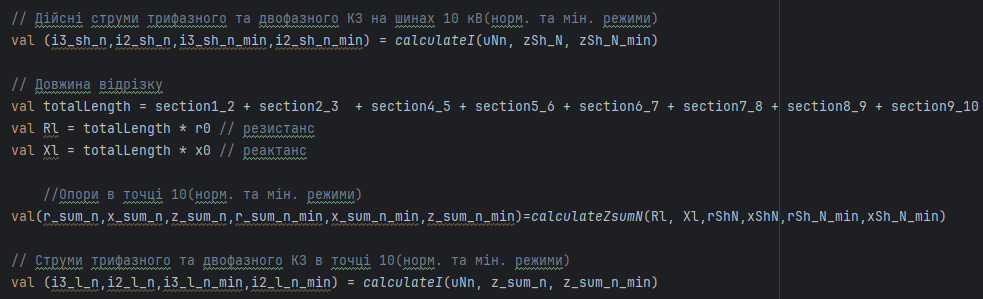 // Дійсні струми трифазного та двофазного КЗ на шинах 10 кВ(норм. та мін. режими)
val (i3_sh_n,i2_sh_n,i3_sh_n_min,i2_sh_n_min) = calculateI(uNn, zSh_N, zSh_N_min)
// Довжина відрізку
val totalLength = section1_2 + section2_3  + section4_5 + section5_6 + section6_7 + section7_8 + section8_9 + section9_10
val Rl = totalLength * r0 // резистанс
val Xl = totalLength * x0 // реактанс
//Опори в точці 10(норм. та мін. режими)
val(r_sum_n,x_sum_n,z_sum_n,r_sum_n_min,x_sum_n_min,z_sum_n_min)=calculateZsumN(Rl, Xl,rShN,xShN,rSh_N_min,xSh_N_min)
// Струми трифазного та двофазного КЗ в точці 10(норм. та мін. режими)
val (i3_l_n,i2_l_n,i3_l_n_min,i2_l_n_min) = calculateI(uNn, z_sum_n, z_sum_n_min)